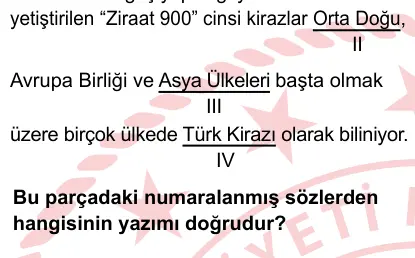 yetiştirilen “Ziraat 900” cinsi kirazlar Orta Doğu,
II
Avrupa Birliği ve Asya Ülkeleri başta olmak
III
üzere birçok ülkede Türk Kirazı olarak biliniyor.
IV
Bu parçadaki numaralanmış sözlerden
hangisinin yazımı doğrudur?